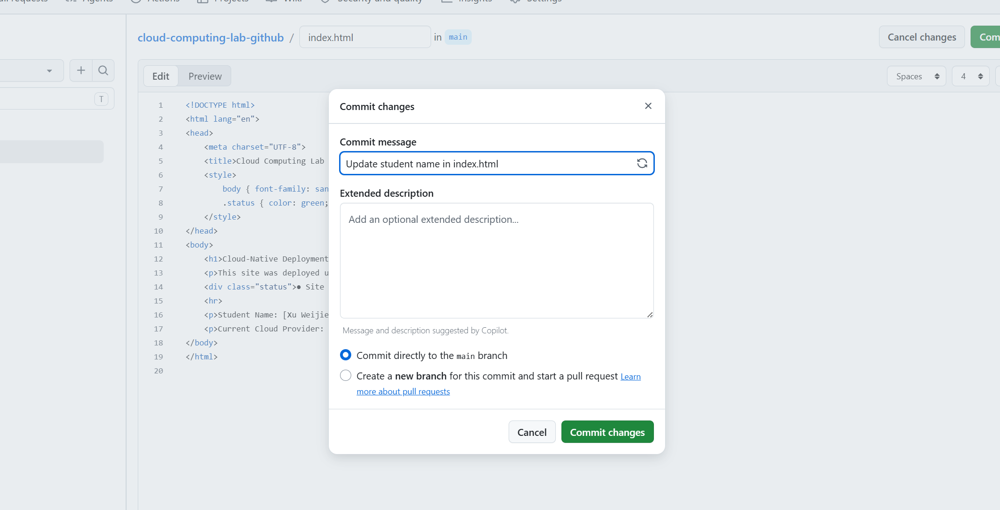 Agents
Actions
Projects
Wiki
Security and quality
Insights
Settings
cloud-computing-lab-github / index.html in main
Cancel changes
Edit Preview
Spaces 4
T
1 <!DOCTYPE html>
2 <html lang="en">
3 <head>
4 <meta charset="UTF-8">
5 <title>Cloud Computing Lab
6 <style>
7 body { font-family:
8 .status { color: green;
9 </style>
10 </head>
11 <body>
12 <h1>Cloud-Native Deployment
13 <p>This site was deployed
14 <div class="status">● Site
15 <hr>
16 <p>Student Name: [Xu Weijie
17 <p>Current Cloud Provider:
18 </body>
19 </html>
20
Commit changes
Commit message
Update student name in index.html
Extended description
Add an optional extended description...
Message and description suggested by Copilot.
Commit directly to the main branch
Create a new branch for this commit and start a pull request Learn
more about pull requests
Cancel Commit changes